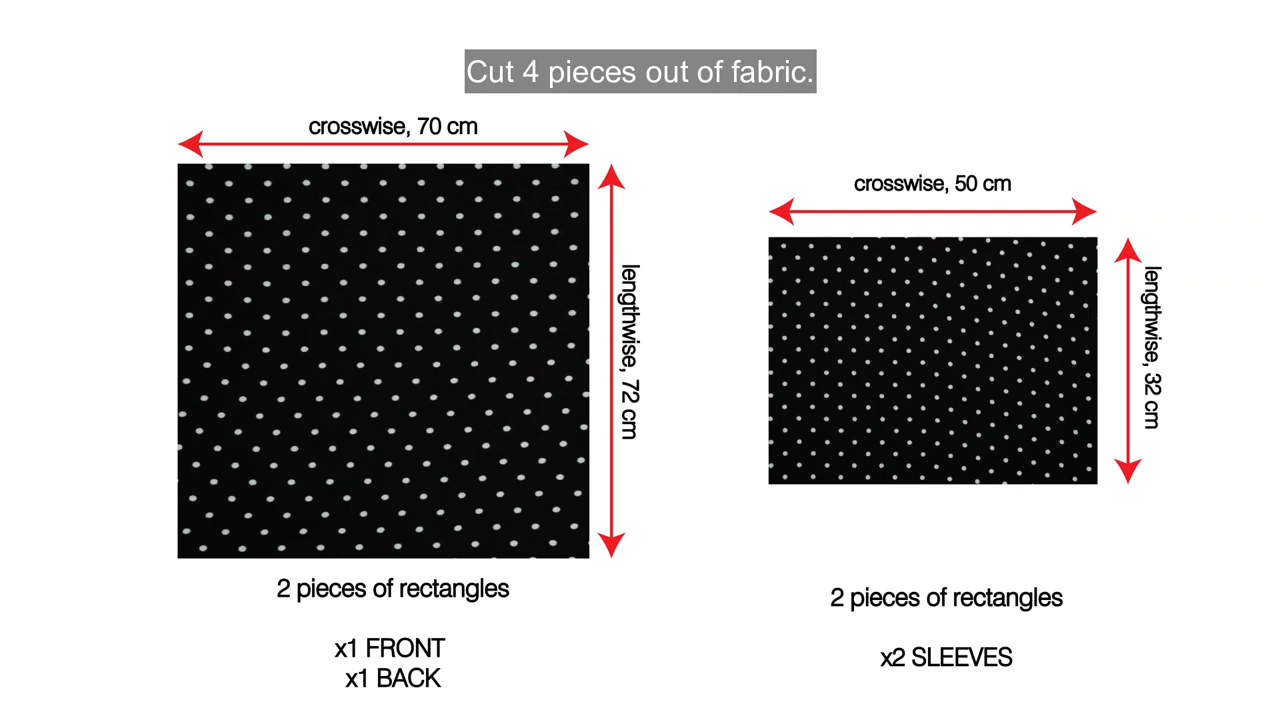 Cut 4 pieces out of fabric.
crosswise, 70 cm
lengthwise, 72 cm
2 pieces of rectangles
x1 FRONT
x1 BACK
crosswise, 50 cm
lengthwise, 32 cm
2 pieces of rectangles
x2 SLEEVES